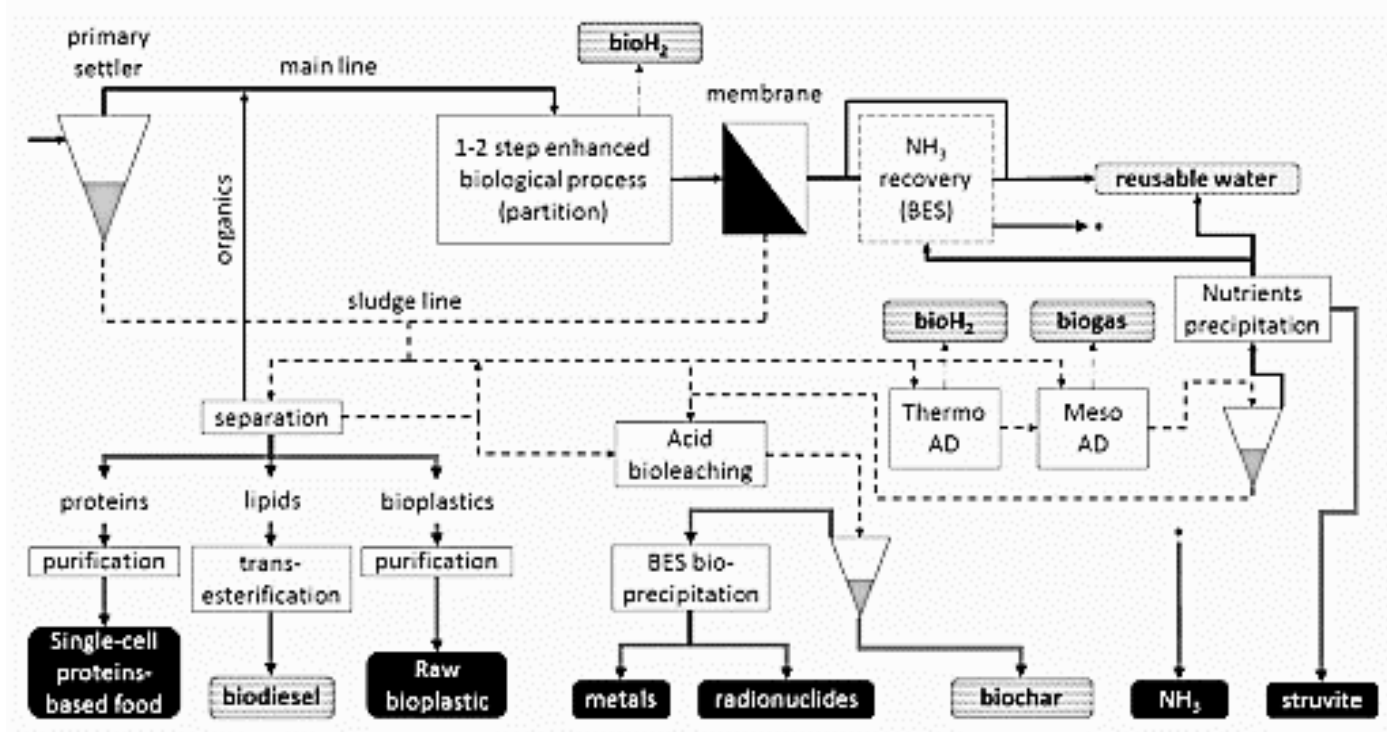 primary
settler
main line
bioH₂
membrane
1-2 step enhanced
biological process
(partition)
NH₃
recovery
(BES)
reusable water
organics
sludge line
Nutrients
precipitation
bioH₂
biogas
separation
Acid
bioleaching
Thermo
AD
Meso
AD
proteins
lipids
bioplastics
purification
trans-
esterification
purification
BES bio-
precipitation
Single-cell
proteins-
based food
biodiesel
Raw
bioplastic
metals
radionuclides
biochar
NH₃
struvite